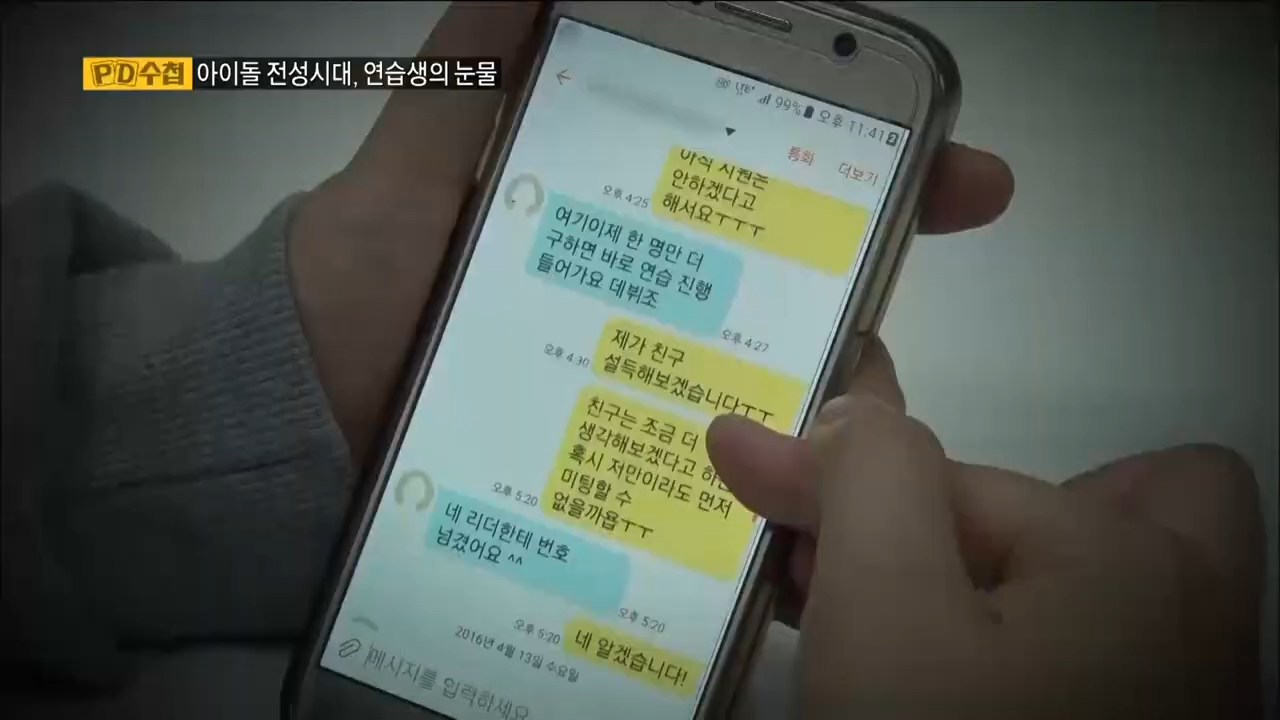 PD수첩 아이돌 전성시대, 연습생의 눈물
LTE 99% 오후 11:41
통화 더보기
아직 지원은
안하겠다고
해서요ㅜㅜㅜ
오후 4:25
여기이제 한 명만 더
구하면 바로 연습 진행
들어가요 데뷔조
오후 4:27
제가 친구
설득해보겠습니다ㅜㅜ
오후 4:30
친구는 조금 더
생각해보겠다고
혹시 저만이라도 먼저
미팅할 수
없을까욥ㅜㅜ
오후 5:20
네 리더한테 번호
넘겼어요 ^^
오후 5:20
네 알겠습니다!
오후 5:20
2016년 4월 13일 수요일
메시지를 입력하세요